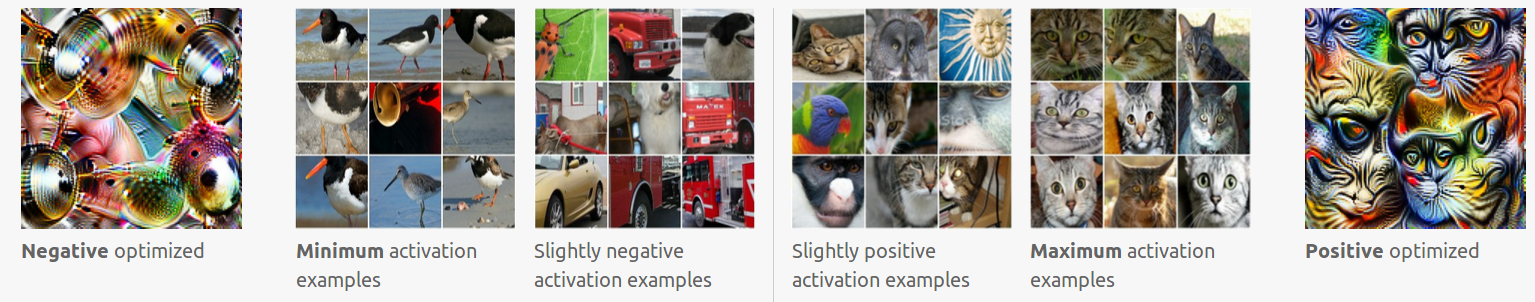 Negative optimized
Minimum activation
examples
Slightly negative
activation examples
Slightly positive
activation examples
Maximum activation
examples
Positive optimized